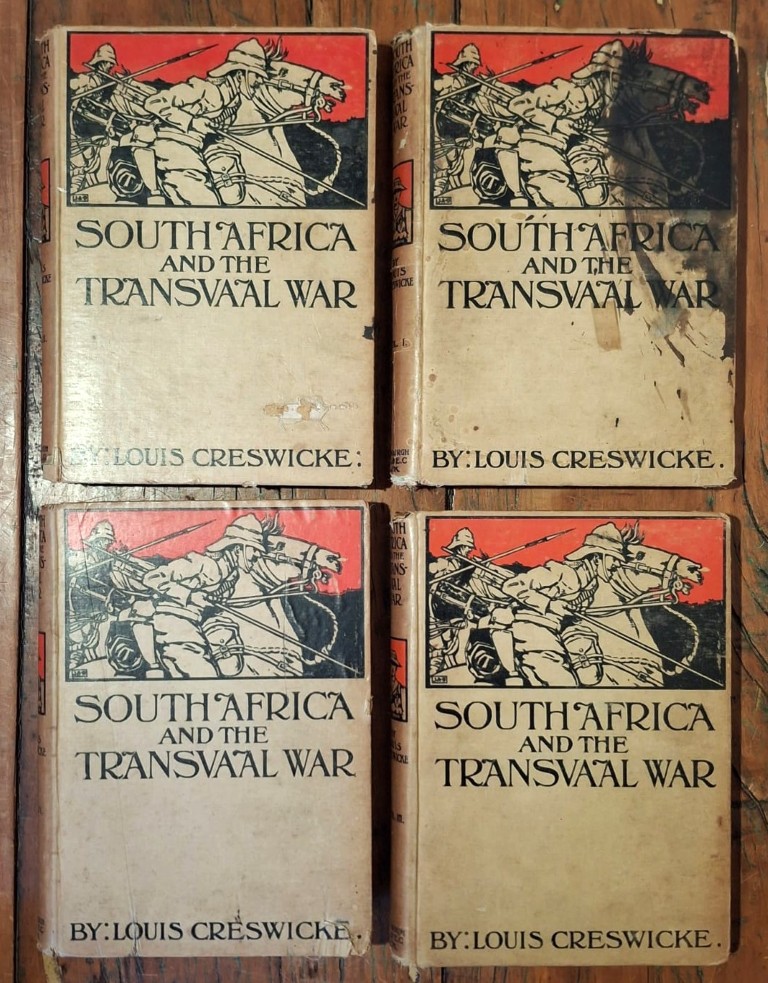 SOUTH AFRICA
AND THE
TRANSVAAL WAR
BY: LOUIS CRESWICKE:
SOUTH AFRICA
AND THE
TRANSVAAL WAR
BY: LOUIS CRESWICKE.
SOUTH AFRICA
AND THE
TRANSVAAL WAR
BY: LOUIS CRESWICKE.
SOUTH AFRICA
AND THE
TRANSVAAL WAR
BY: LOUIS CRESWICKE.